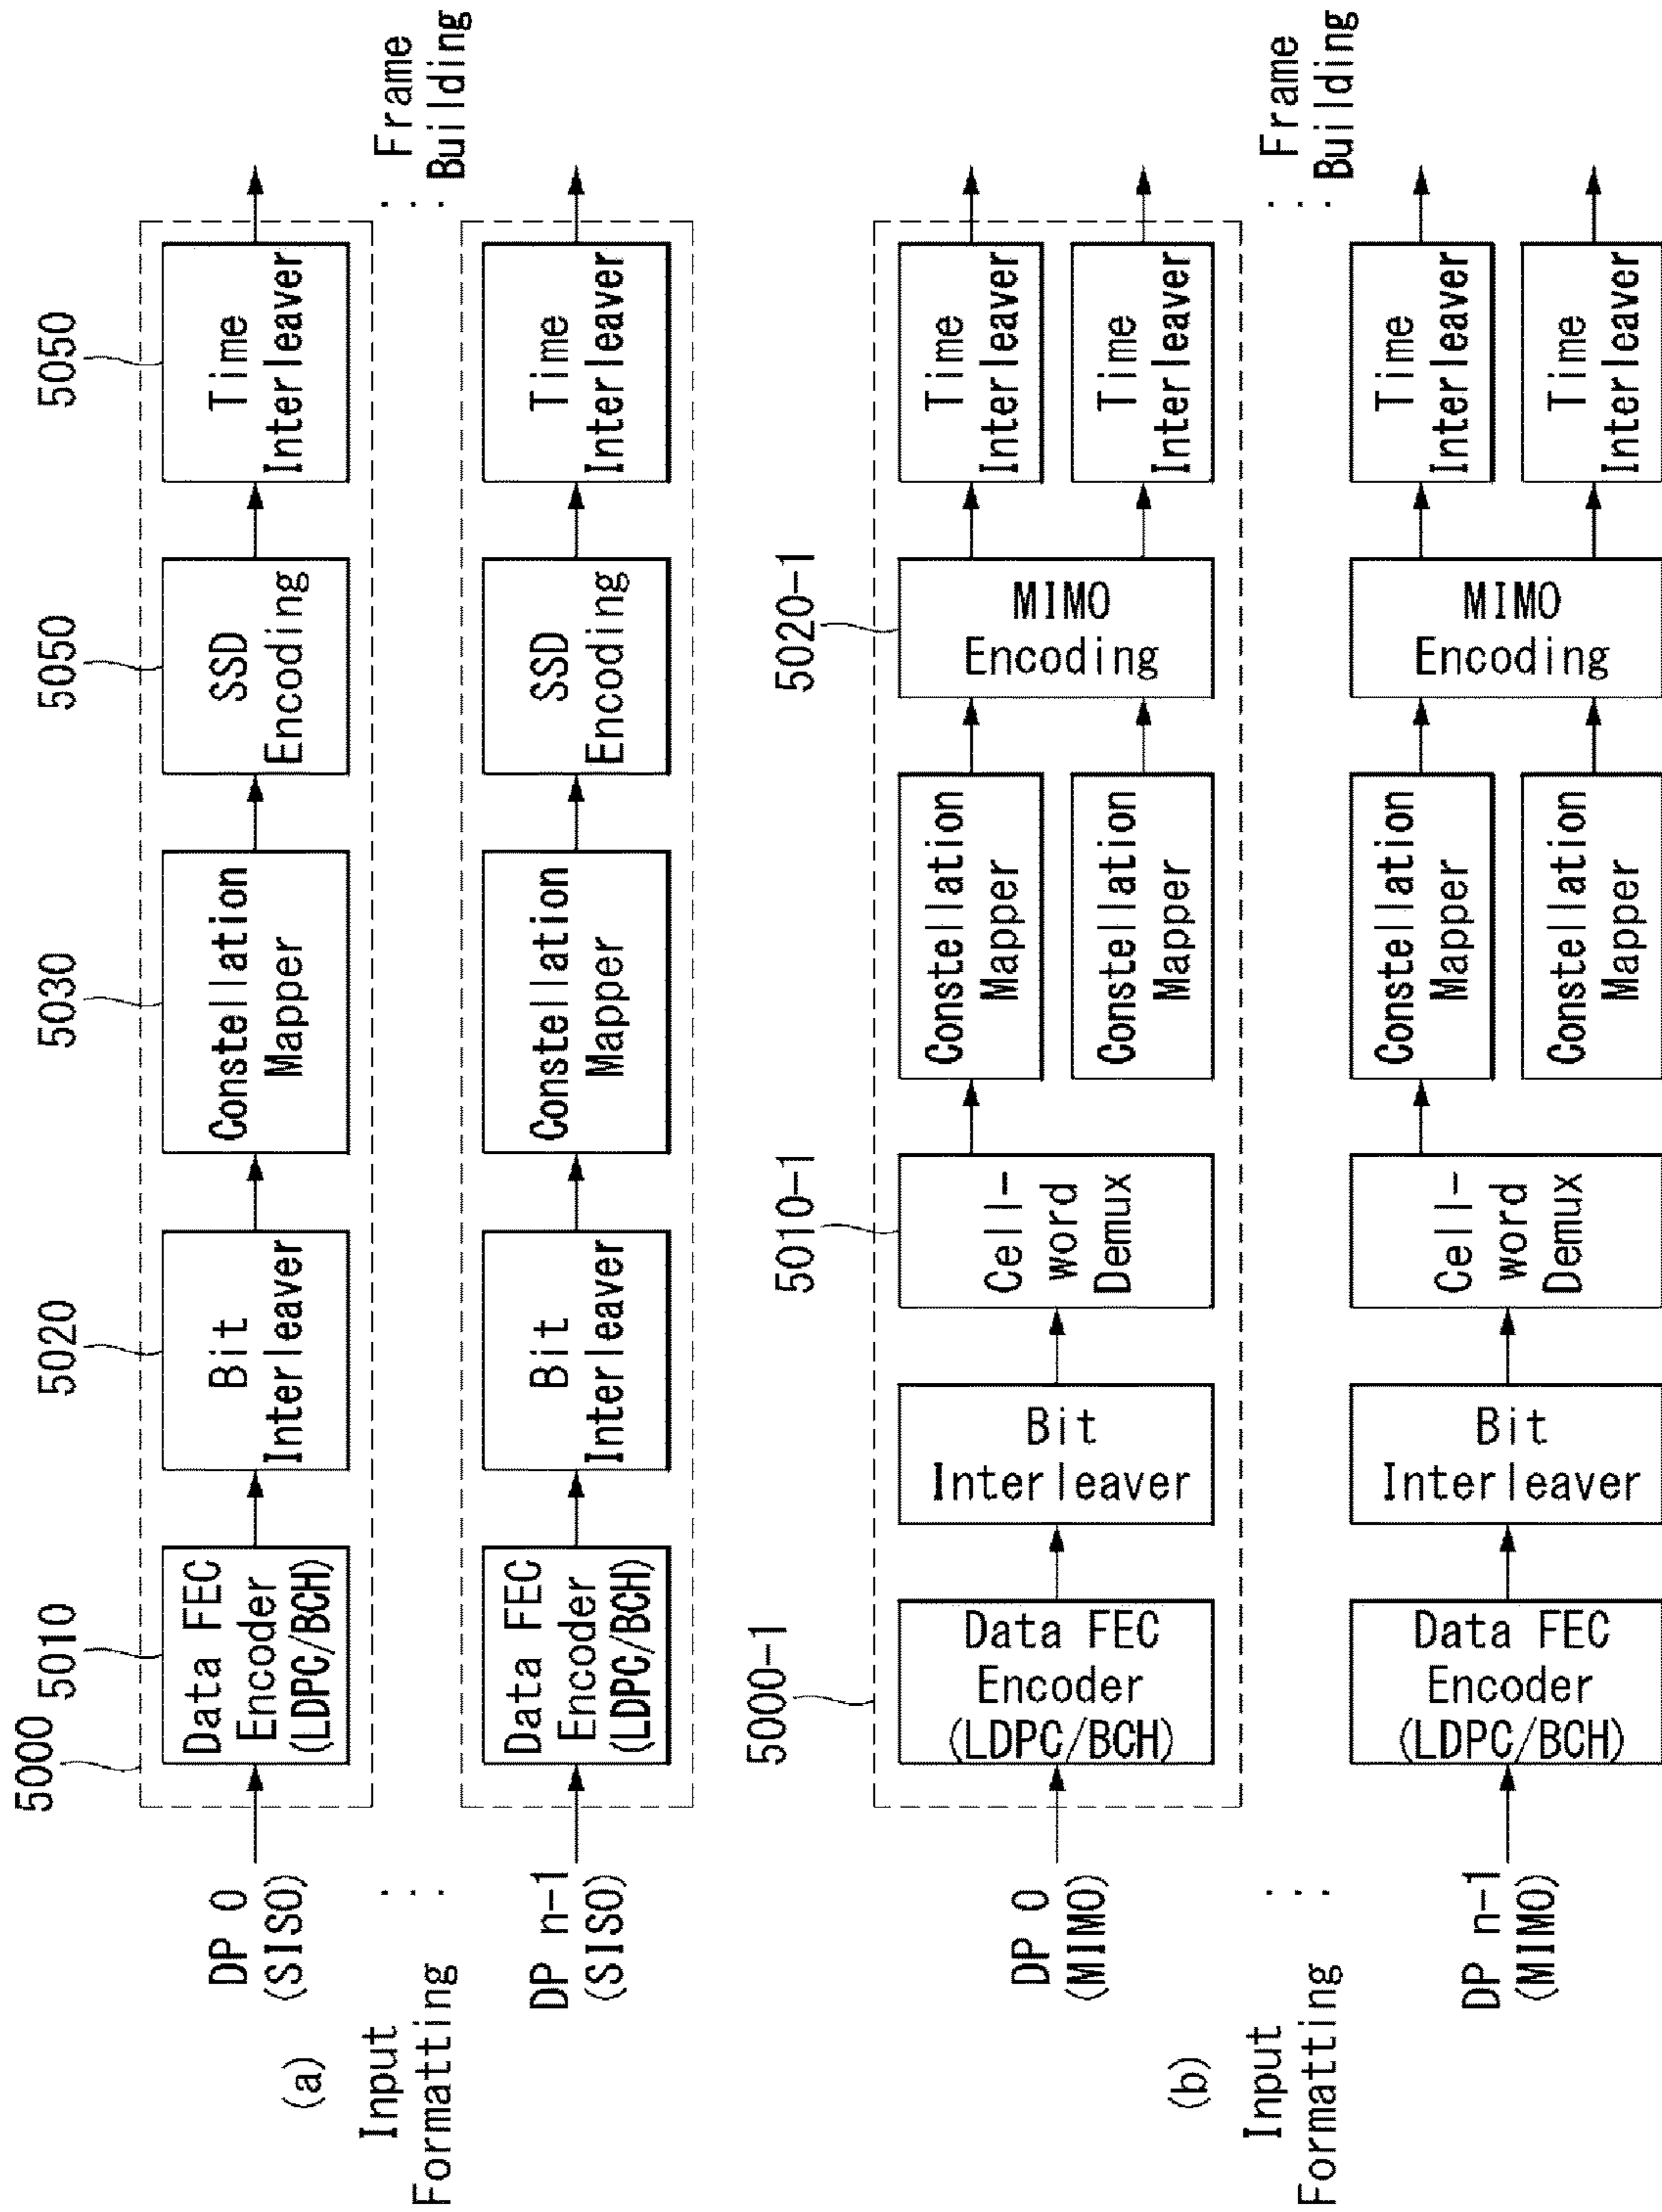 (a)
Input
Formatting
DP 0
(SISO)
⋮
DP n-1
(SISO)
5000
5010
5020
5030
5050
5050
Data FEC
Encoder
(LDPC/BCH)
Bit
Interleaver
Constellation
Mapper
SSD
Encoding
Time
Interleaver
Data FEC
Encoder
(LDPC/BCH)
Bit
Interleaver
Constellation
Mapper
SSD
Encoding
Time
Interleaver
⋮
Frame
Building
(b)
Input
Formatting
DP 0
(MIMO)
⋮
DP n-1
(MIMO)
5000-1
5010-1
5020-1
Data FEC
Encoder
(LDPC/BCH)
Bit
Interleaver
Cell-
word
Demux
Constellation
Mapper
Constellation
Mapper
MIMO
Encoding
Time
Interleaver
Time
Interleaver
Data FEC
Encoder
(LDPC/BCH)
Bit
Interleaver
Cell-
word
Demux
Constellation
Mapper
Constellation
Mapper
MIMO
Encoding
Time
Interleaver
Time
Interleaver
⋮
Frame
Building